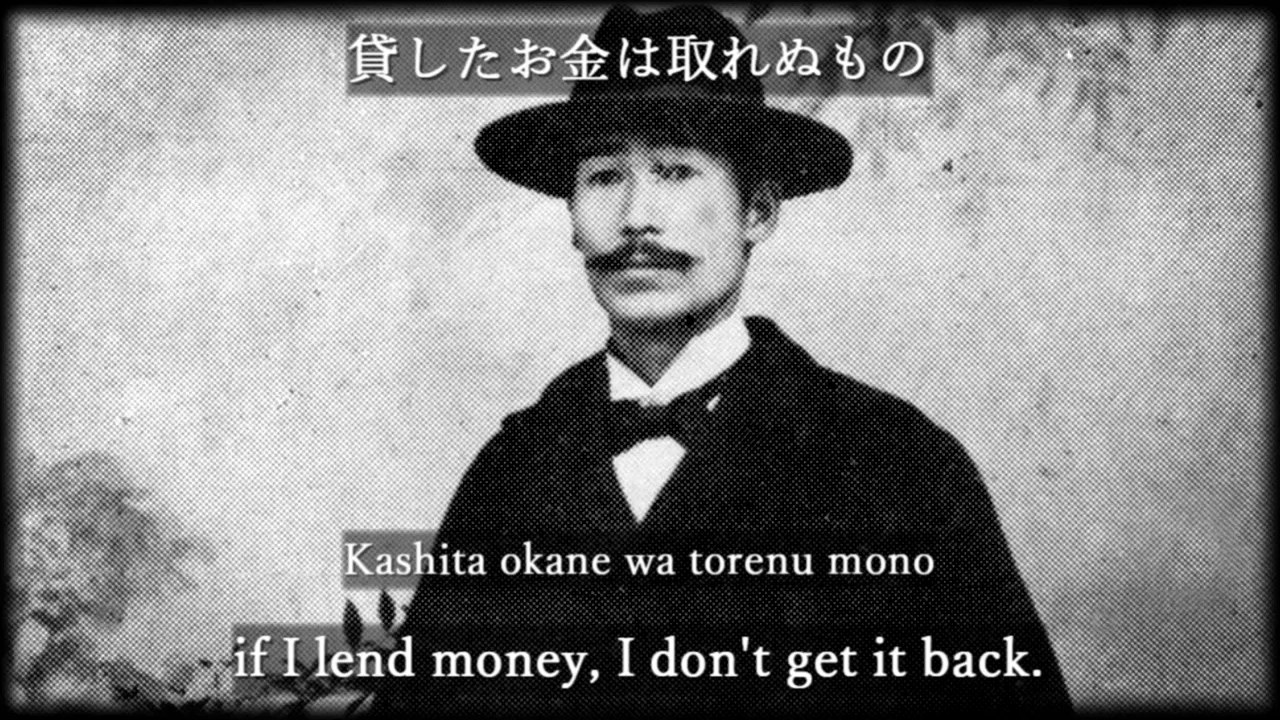 貸したお金は取れぬもの
Kashita okane wa torenu mono
if I lend money, I don't get it back.